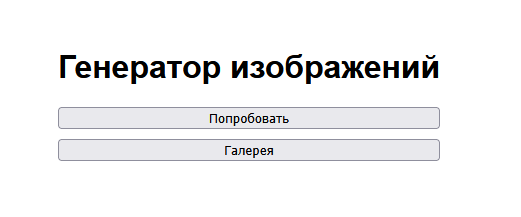 Генератор изображений
Попробовать
Галерея